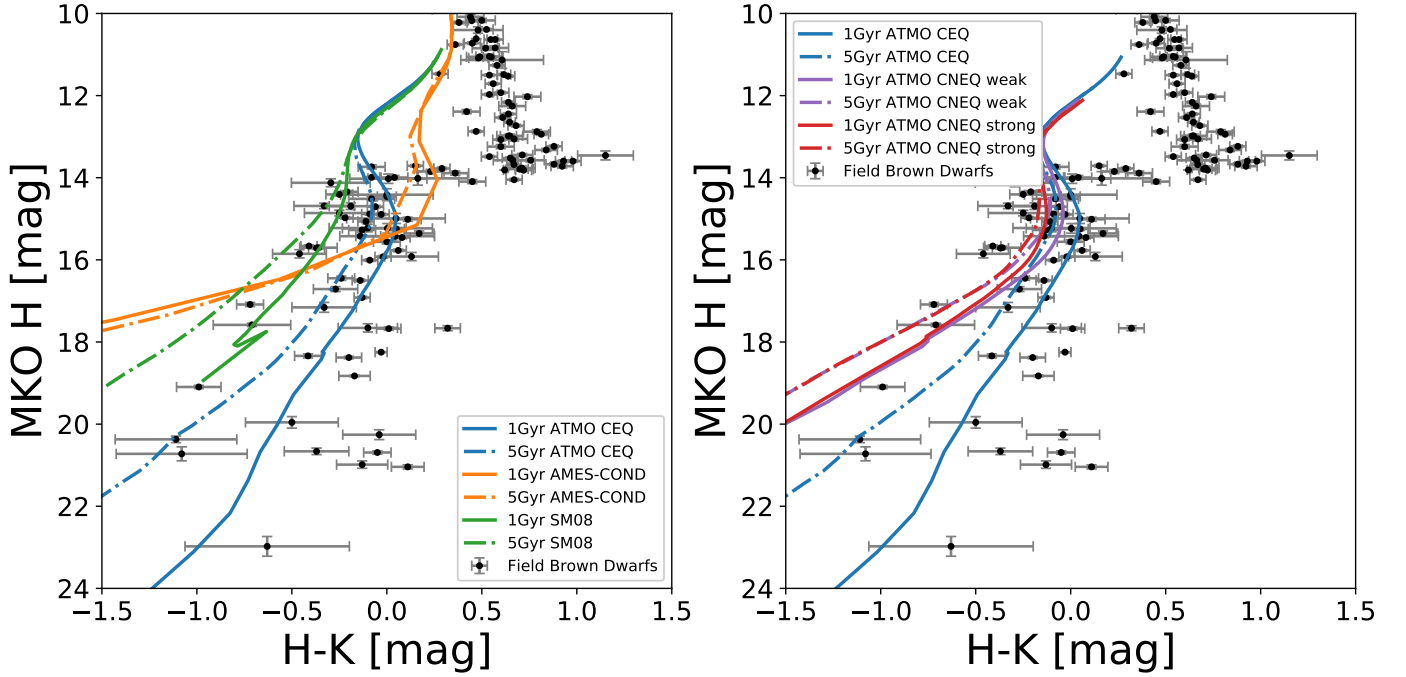 10
12
14
16
18
20
22
24
MKO H [mag]
−1.5 −1.0 −0.5 0.0 0.5 1.0 1.5
H-K [mag]
1Gyr ATMO CEQ
5Gyr ATMO CEQ
1Gyr AMES-COND
5Gyr AMES-COND
1Gyr SM08
5Gyr SM08
Field Brown Dwarfs
10
12
14
16
18
20
22
24
MKO H [mag]
−1.5 −1.0 −0.5 0.0 0.5 1.0 1.5
H-K [mag]
1Gyr ATMO CEQ
5Gyr ATMO CEQ
1Gyr ATMO CNEQ weak
5Gyr ATMO CNEQ weak
1Gyr ATMO CNEQ strong
5Gyr ATMO CNEQ strong
Field Brown Dwarfs